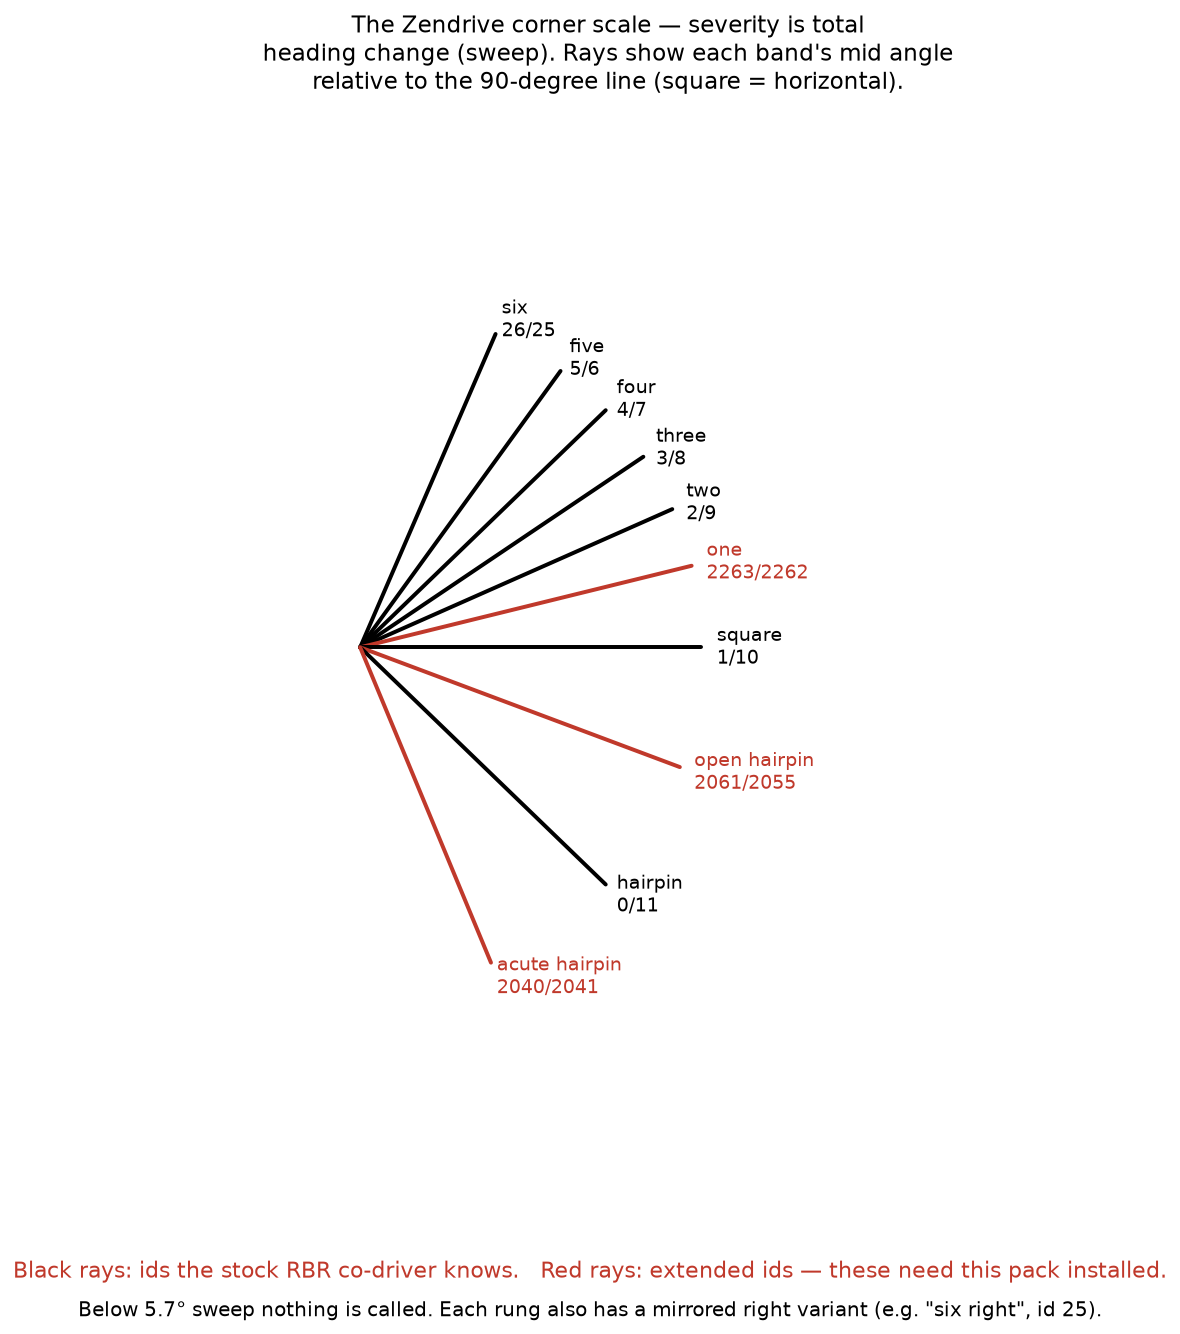 The Zendrive corner scale — severity is total
heading change (sweep). Rays show each band's mid angle
relative to the 90-degree line (square = horizontal).
six
26/25
five
5/6
four
4/7
three
3/8
two
2/9
one
2263/2262
square
1/10
open hairpin
2061/2055
hairpin
0/11
acute hairpin
2040/2041
Black rays: ids the stock RBR co-driver knows.   Red rays: extended ids — these need this pack installed.
Below 5.7° sweep nothing is called. Each rung also has a mirrored right variant (e.g. "six right", id 25).